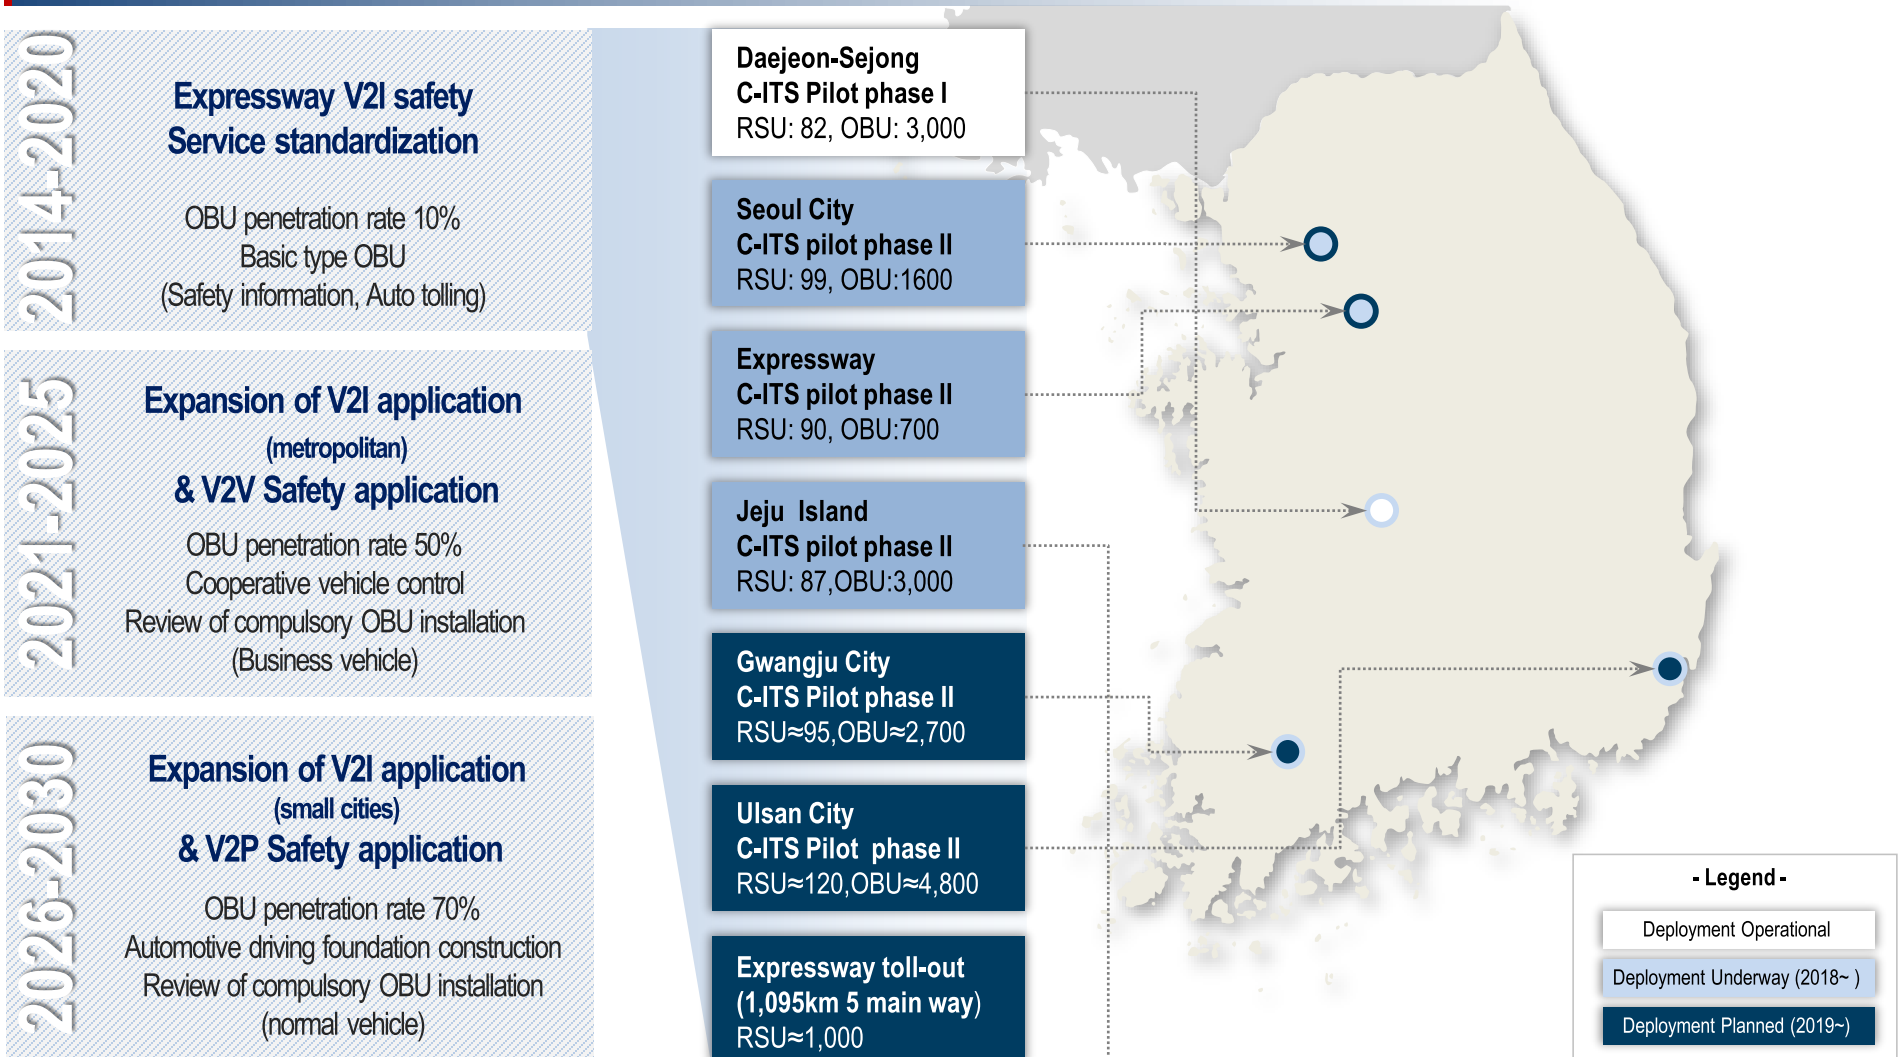 2014-2020
Expressway V2I safety
Service standardization
OBU penetration rate 10%
Basic type OBU
(Safety information, Auto tolling)
2021-2025
Expansion of V2I application
(metropolitan)
& V2V Safety application
OBU penetration rate 50%
Cooperative vehicle control
Review of compulsory OBU installation
(Business vehicle)
2026-2030
Expansion of V2I application
(small cities)
& V2P Safety application
OBU penetration rate 70%
Automotive driving foundation construction
Review of compulsory OBU installation
(normal vehicle)
Daejeon-Sejong
C-ITS Pilot phase I
RSU: 82, OBU: 3,000
Seoul City
C-ITS pilot phase II
RSU: 99, OBU:1600
Expressway
C-ITS pilot phase II
RSU: 90, OBU:700
Jeju Island
C-ITS pilot phase II
RSU: 87,OBU:3,000
Gwangju City
C-ITS Pilot phase II
RSU≈95,OBU≈2,700
Ulsan City
C-ITS Pilot phase II
RSU≈120,OBU≈4,800
Expressway toll-out
(1,095km 5 main way)
RSU≈1,000
- Legend -
Deployment Operational
Deployment Underway (2018~ )
Deployment Planned (2019~)